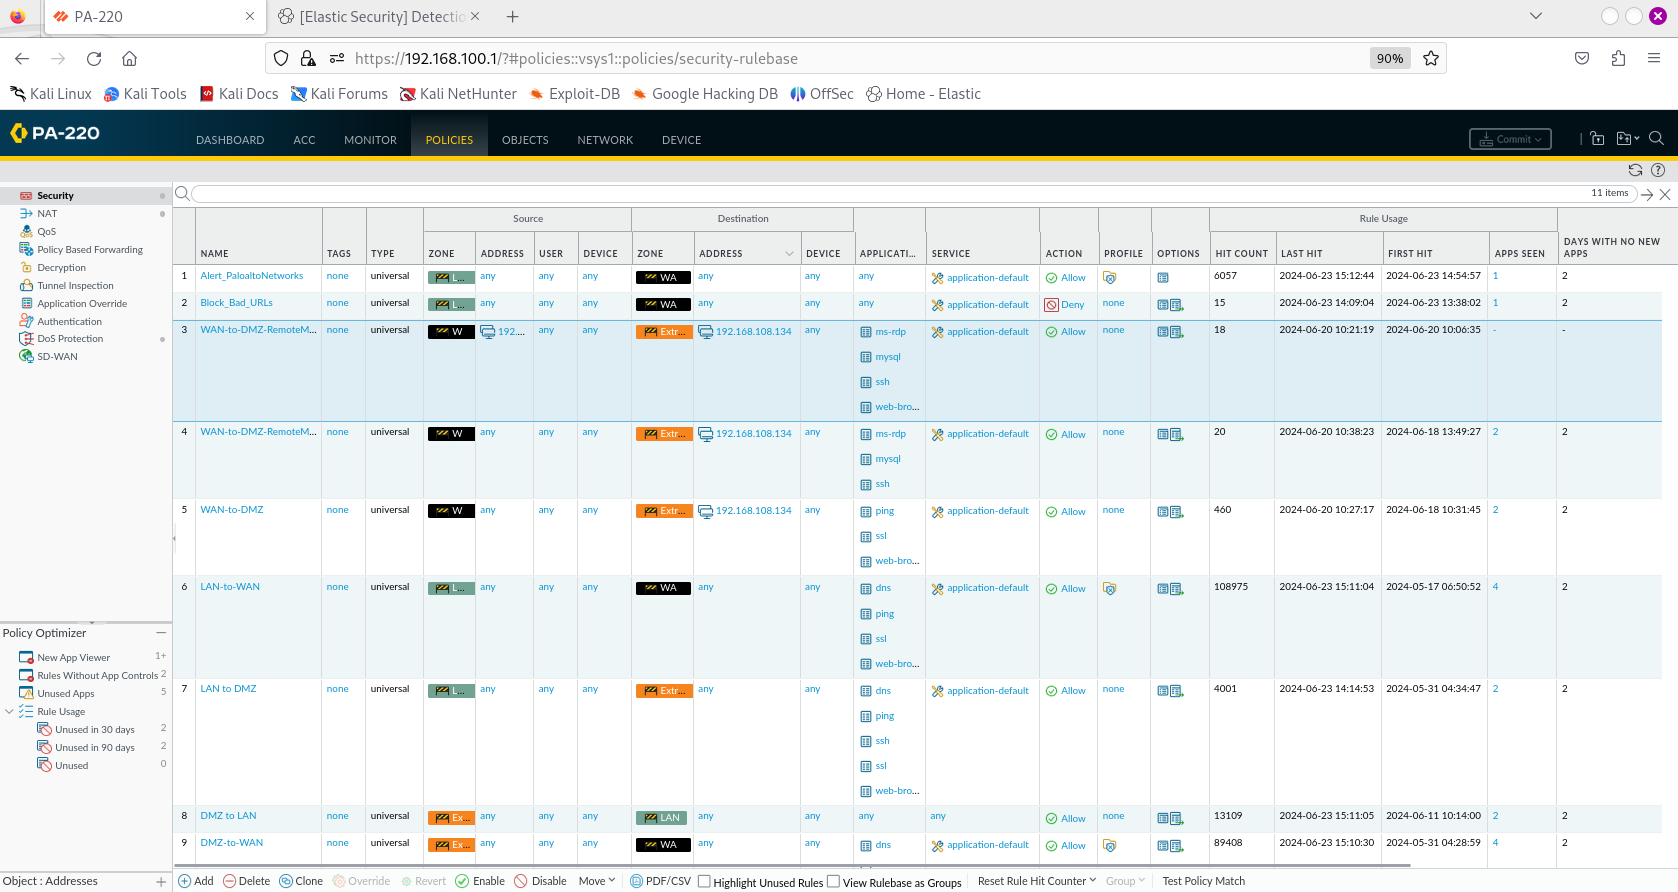 PA-220
[Elastic Security] Detectio
https://192.168.100.1/?#policies::vsys1::policies/security-rulebase
90%
Kali Linux Kali Tools Kali Docs Kali Forums Kali NetHunter Exploit-DB Google Hacking DB OffSec Home - Elastic
PA-220
DASHBOARD ACC MONITOR POLICIES OBJECTS NETWORK DEVICE
Commit
Security
NAT
QoS
Policy Based Forwarding
Decryption
Tunnel Inspection
Application Override
Authentication
DoS Protection
SD-WAN
Policy Optimizer
New App Viewer 1+
Rules Without App Controls 2
Unused Apps 5
Rule Usage
Unused in 30 days 2
Unused in 90 days 2
Unused 0
Object : Addresses
11 items
Source Destination Rule Usage
NAME TAGS TYPE ZONE ADDRESS USER DEVICE ZONE ADDRESS DEVICE APPLICATI... SERVICE ACTION PROFILE OPTIONS HIT COUNT LAST HIT FIRST HIT APPS SEEN DAYS WITH NO NEW APPS
1 Alert_PaloaltoNetworks none universal L... any any any WA any any any application-default Allow 6057 2024-06-23 15:12:44 2024-06-23 14:54:57 1 2
2 Block_Bad_URLs none universal L... any any any WA any any any application-default Deny none 15 2024-06-23 14:09:04 2024-06-23 13:38:02 1 2
3 WAN-to-DMZ-RemoteM... none universal W 192.... any any Extr... 192.168.108.134 any ms-rdp application-default Allow none 18 2024-06-20 10:21:19 2024-06-20 10:06:35 - -
mysql
ssh
web-bro...
4 WAN-to-DMZ-RemoteM... none universal W any any any Extr... 192.168.108.134 any ms-rdp application-default Allow none 20 2024-06-20 10:38:23 2024-06-18 13:49:27 2 2
mysql
ssh
5 WAN-to-DMZ none universal W any any any Extr... 192.168.108.134 any ping application-default Allow none 460 2024-06-20 10:27:17 2024-06-18 10:31:45 2 2
ssl
web-bro...
6 LAN-to-WAN none universal L... any any any WA any any dns application-default Allow 108975 2024-06-23 15:11:04 2024-05-17 06:50:52 4 2
ping
ssl
web-bro...
7 LAN to DMZ none universal L... any any any Extr... any any dns application-default Allow none 4001 2024-06-23 14:14:53 2024-05-31 04:34:47 2 2
ping
ssh
ssl
web-bro...
8 DMZ to LAN none universal Ex... any any any LAN any any any any Allow none 13109 2024-06-23 15:11:05 2024-06-11 10:14:00 2 2
9 DMZ-to-WAN none universal Ex... any any any WA any any dns application-default Allow 89408 2024-06-23 15:10:30 2024-05-31 04:28:59 4 2
Add Delete Clone Override Revert Enable Disable Move PDF/CSV Highlight Unused Rules View Rulebase as Groups Reset Rule Hit Counter Group Test Policy Match